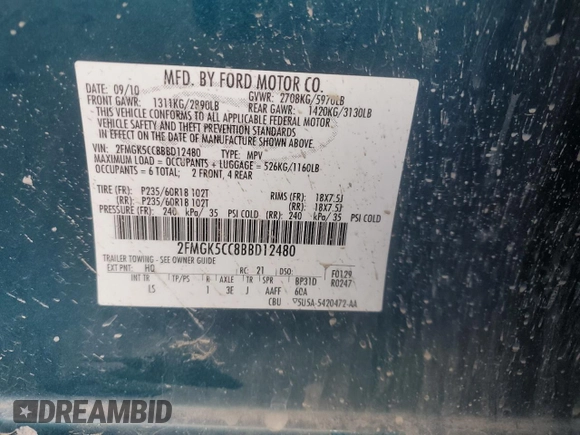 MFD. BY FORD MOTOR CO.
DATE: 09/10 GVWR: 2708KG/5970LB
FRONT GAWR: 1311KG/2890LB REAR GAWR: 1420KG/3130LB
THIS VEHICLE CONFORMS TO ALL APPLICABLE FEDERAL MOTOR
VEHICLE SAFETY AND THEFT PREVENTION STANDARDS
IN EFFECT ON THE DATE OF MANUFACTURE SHOWN ABOVE.
VIN: 2FMGK5CC8BBD12480 TYPE: MPV
MAXIMUM LOAD = OCCUPANTS + LUGGAGE = 526KG/1160LB
OCCUPANTS = 6 TOTAL; 2 FRONT, 4 REAR
TIRE (FR): P235/60R18 102T RIMS (FR): 18X7.5J
(RR): P235/60R18 102T (RR): 18X7.5J
PRESSURE (FR): 240 kPa/ 35 PSI COLD (RR): 240 kPa/ 35 PSI COLD
2FMGK5CC8BBD12480
TRAILER TOWING - SEE OWNER GUIDE
EXT PNT: HQ RC: 21 DSO: F0129
INT TP/PS R AXLE TR SPR BP31D R0247
L5 1 3E J AAFF 60A
CBU 5U5A-5420472-AA
DREAMBID